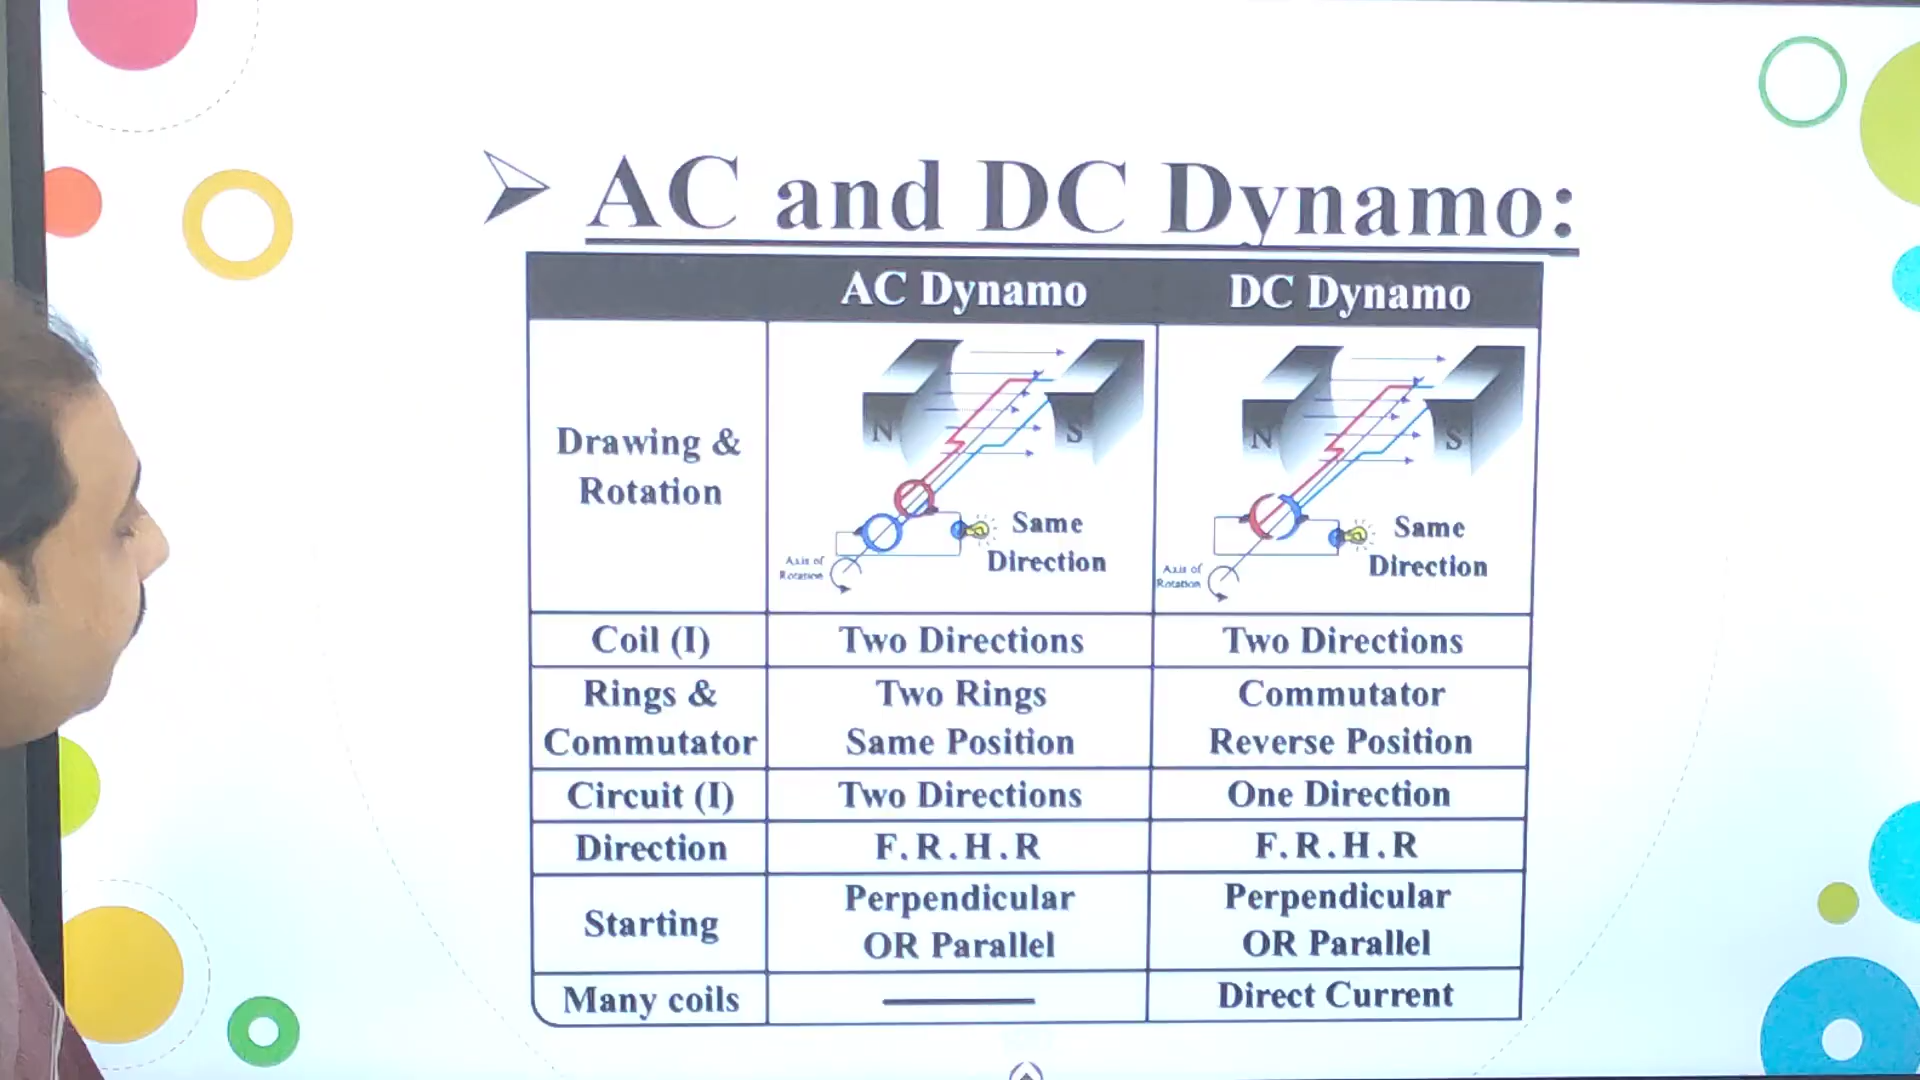 AC and DC Dynamo:
AC Dynamo
DC Dynamo
Drawing &
Rotation
N
S
Same
Direction
Axis of
Rotation
N
S
Same
Direction
Axis of
Rotation
Coil (I)
Two Directions
Two Directions
Rings &
Commutator
Two Rings
Same Position
Commutator
Reverse Position
Circuit (I)
Two Directions
One Direction
Direction
F.R.H.R
F.R.H.R
Starting
Perpendicular
OR Parallel
Perpendicular
OR Parallel
Many coils
Direct Current